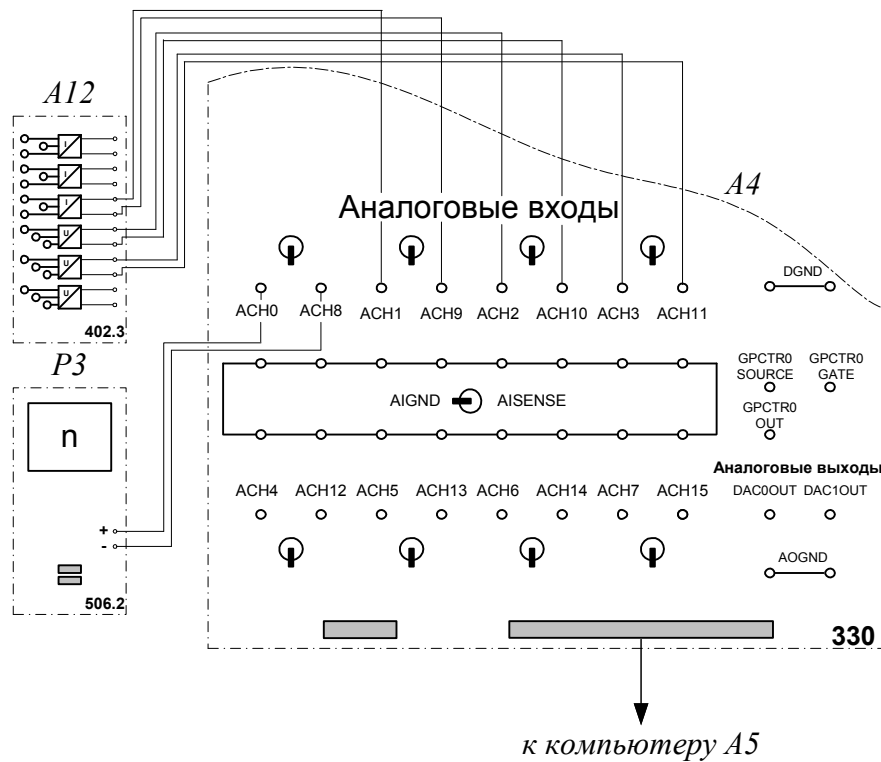 A12
I
I
I
U
U
U
402.3
P3
n
+
-
506.2
A4
Аналоговые входы
DGND
ACH0 ACH8 ACH1 ACH9 ACH2 ACH10 ACH3 ACH11
GPCTR0 SOURCE
GPCTR0 GATE
AIGND AISENSE
GPCTR0 OUT
Аналоговые выходы
ACH4 ACH12 ACH5 ACH13 ACH6 ACH14 ACH7 ACH15
DAC0OUT DAC1OUT
AOGND
330
к компьютеру А5